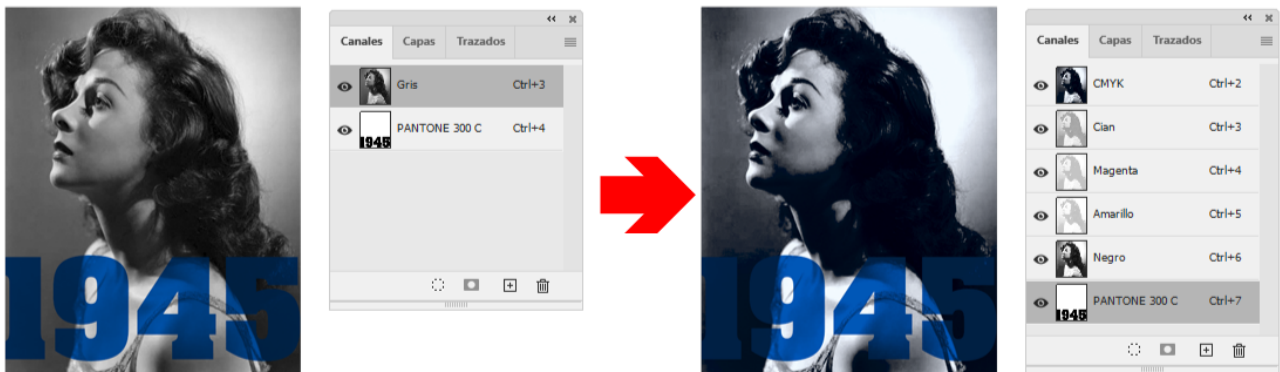 Canales Capas Trazados
Gris Ctrl+3
1945 PANTONE 300 C Ctrl+4
1945
Canales Capas Trazados
CMYK Ctrl+2
Cian Ctrl+3
Magenta Ctrl+4
Amarillo Ctrl+5
Negro Ctrl+6
1945 PANTONE 300 C Ctrl+7
1945